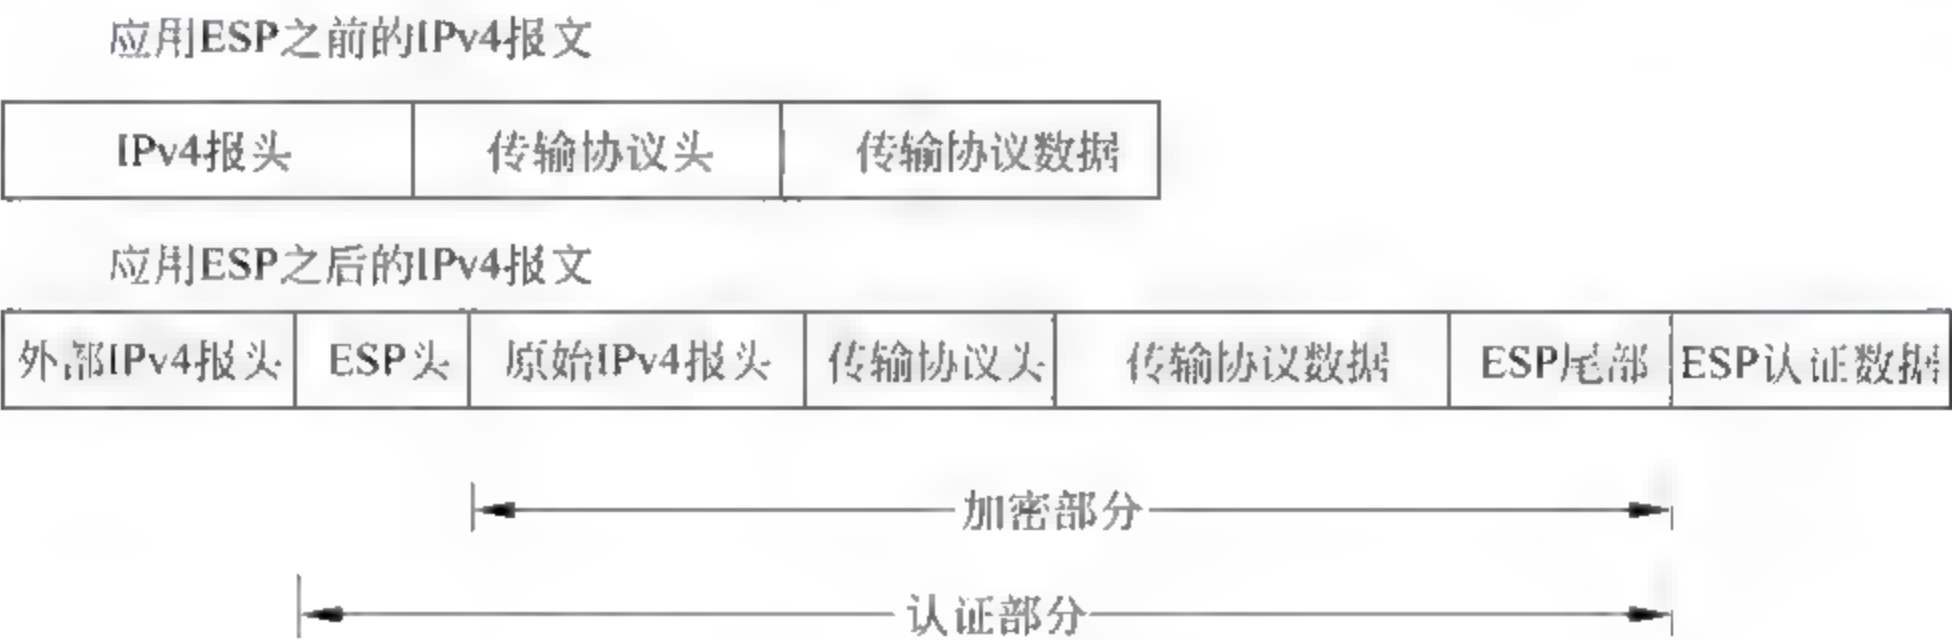 应用ESP之前的IPv4报文
IPv4报头 传输协议头 传输协议数据
应用ESP之后的IPv4报文
外部IPv4报头 ESP头 原始IPv4报头 传输协议头 传输协议数据 ESP尾部 ESP认证数据
加密部分
认证部分